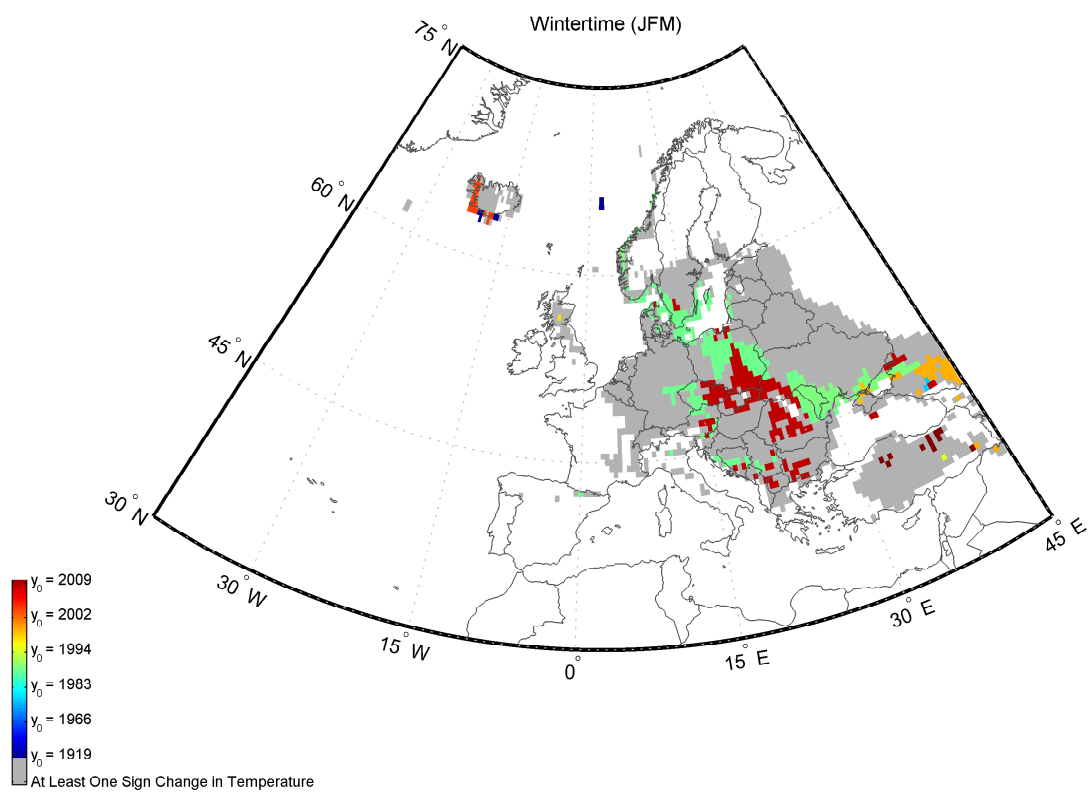 Wintertime (JFM)
75° N
60° N
45° N
30° N
30° W
15° W
0°
15° E
30° E
45° E
y₀ = 2009
y₀ = 2002
y₀ = 1994
y₀ = 1983
y₀ = 1966
y₀ = 1919
At Least One Sign Change in Temperature